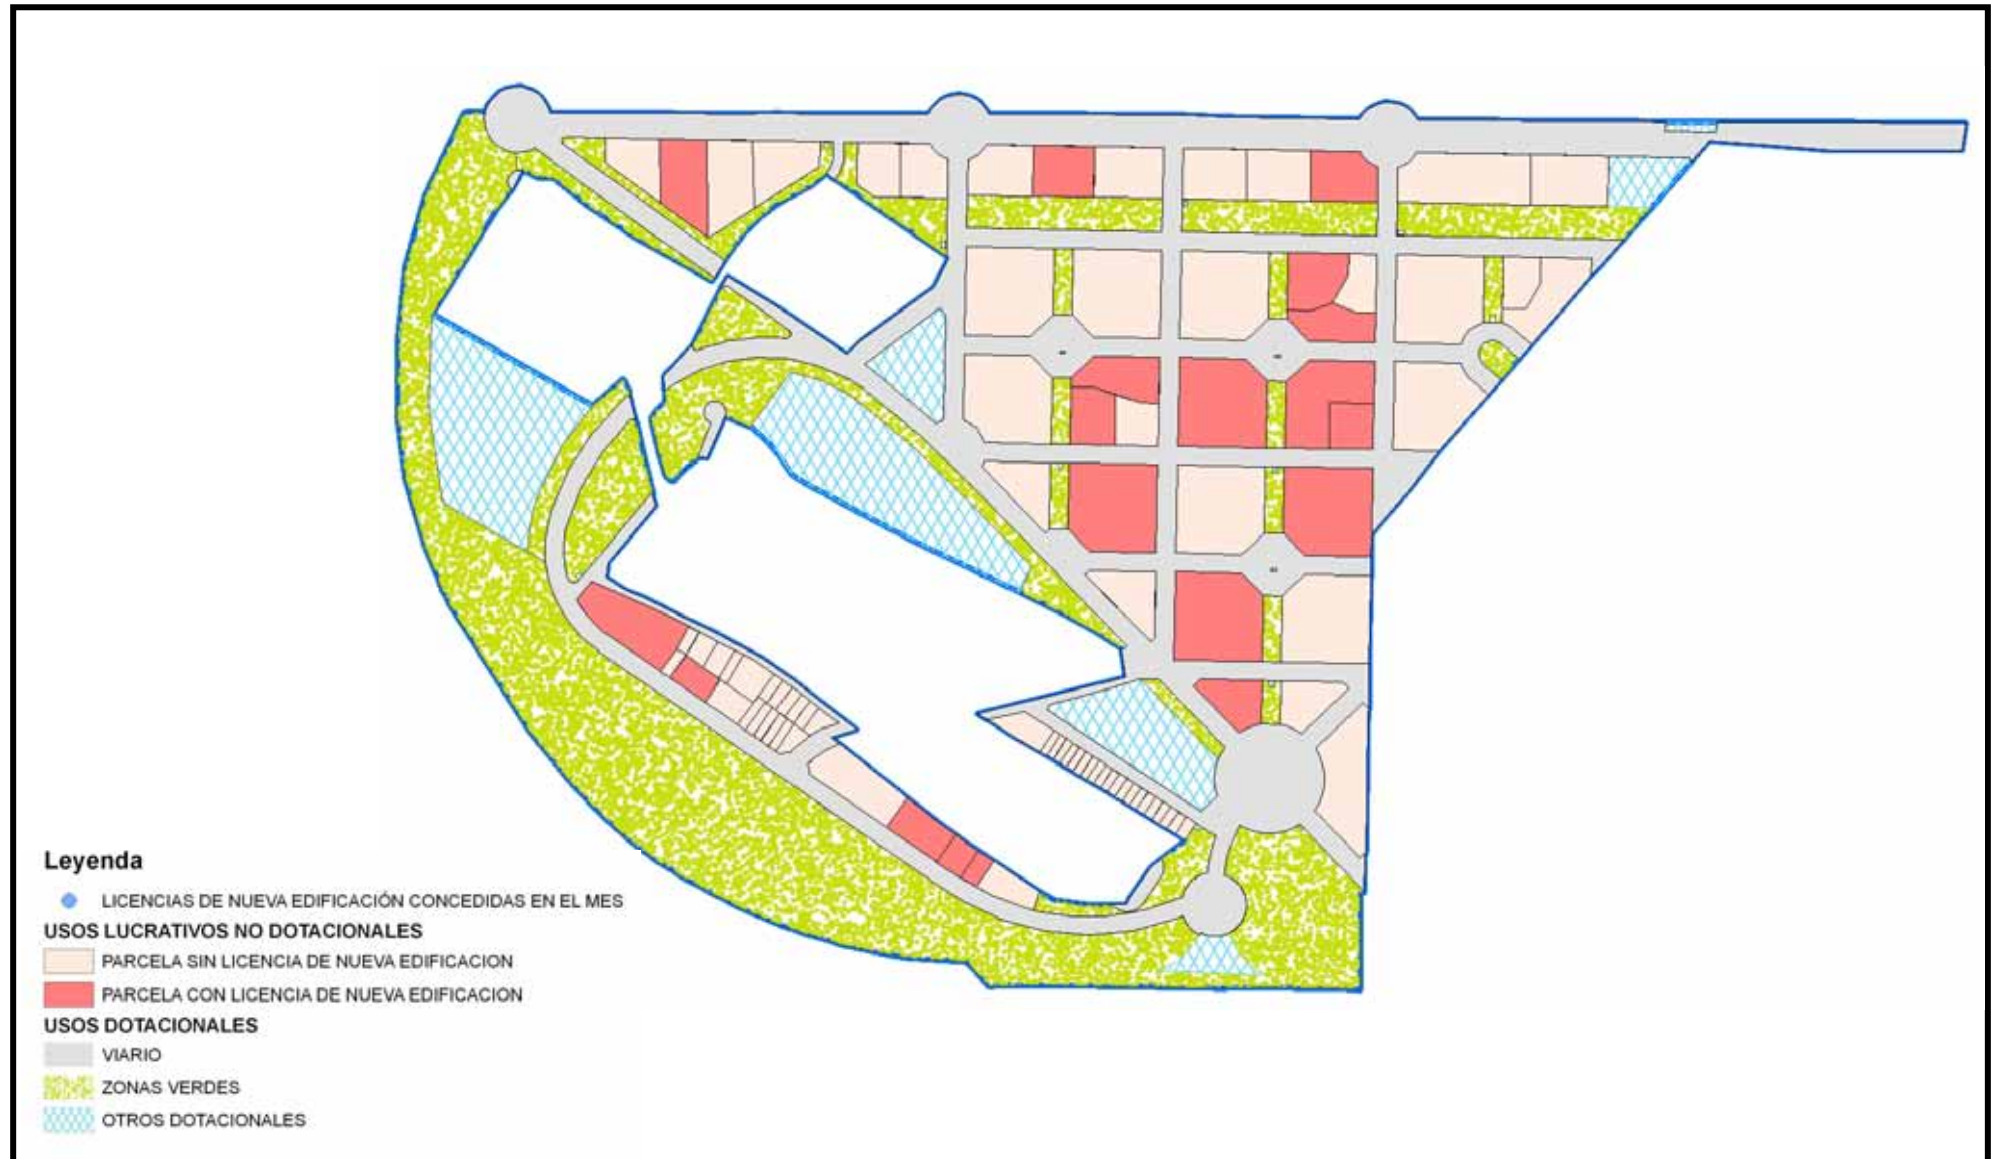 Leyenda
LICENCIAS DE NUEVA EDIFICACIÓN CONCEDIDAS EN EL MES
USOS LUCRATIVOS NO DOTACIONALES
PARCELA SIN LICENCIA DE NUEVA EDIFICACION
PARCELA CON LICENCIA DE NUEVA EDIFICACION
USOS DOTACIONALES
VIARIO
ZONAS VERDES
OTROS DOTACIONALES